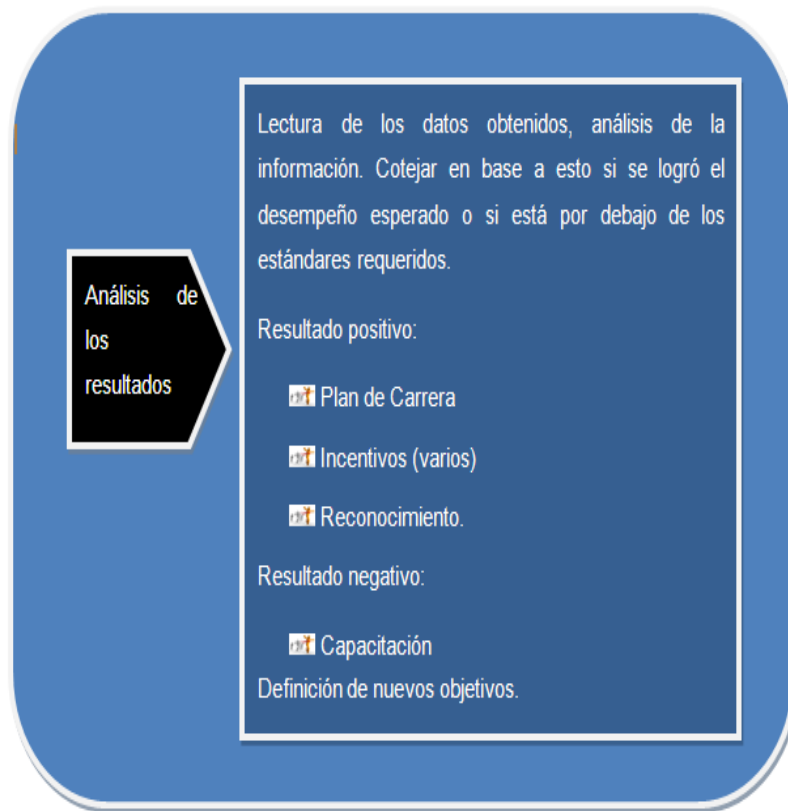 Análisis de
los
resultados
Lectura de los datos obtenidos, análisis de la
información. Cotejar en base a esto si se logró el
desempeño esperado o si está por debajo de los
estándares requeridos.
Resultado positivo:
Plan de Carrera
Incentivos (varios)
Reconocimiento.
Resultado negativo:
Capacitación
Definición de nuevos objetivos.